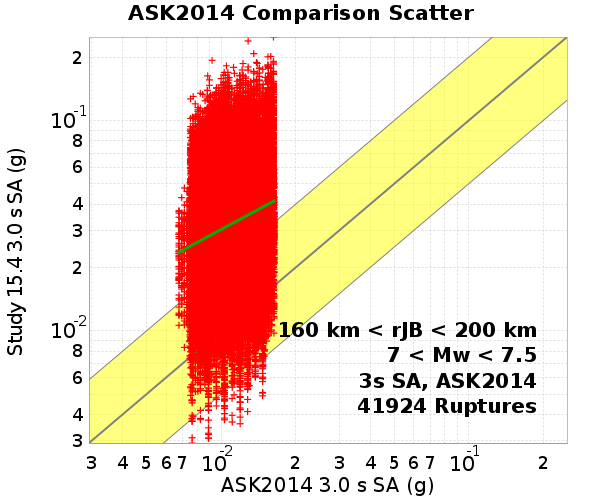 ASK2014 Comparison Scatter
Study 15.4 3.0 s SA (g)
2
10-1
8
6
4
3
2
10-2
8
6
4
3
160 km < rJB < 200 km
7 < Mw < 7.5
3s SA, ASK2014
41924 Ruptures
3 4 5 6 7 10-2 2 3 4 5 6 7 10-1 2
ASK2014 3.0 s SA (g)